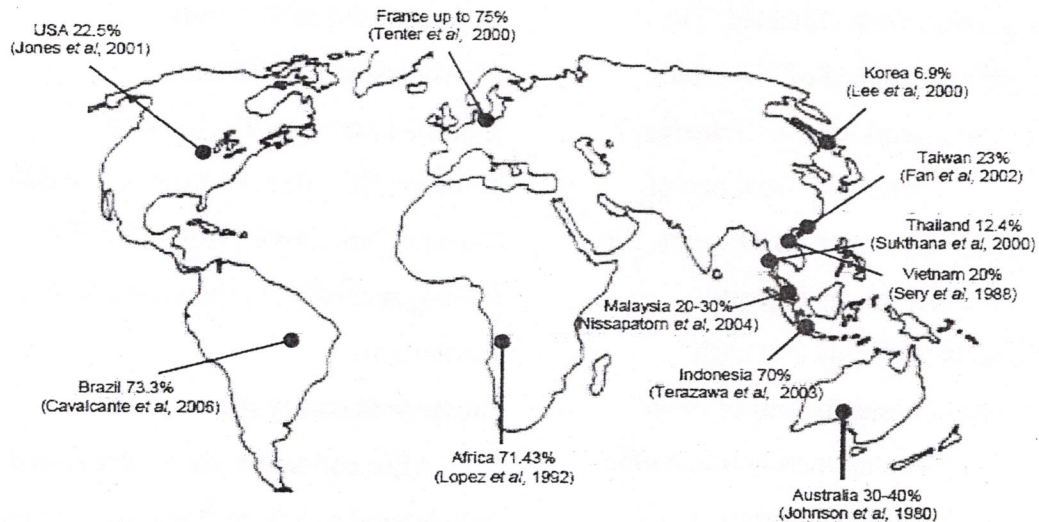 USA 22.5%
(Jones et al, 2001)
France up to 75%
(Tenter et al, 2000)
Korea 6.9%
(Lee et al, 2000)
Taiwan 23%
(Fan et al, 2002)
Thailand 12.4%
(Sukthana et al, 2000)
Vietnam 20%
(Sery et al, 1988)
Malaysia 20-30%
(Nissapatorn et al, 2004)
Indonesia 70%
(Terazawa et al, 2003)
Brazil 73.3%
(Cavalcante et al, 2006)
Africa 71.43%
(Lopez et al, 1992)
Australia 30-40%
(Johnson et al, 1980)